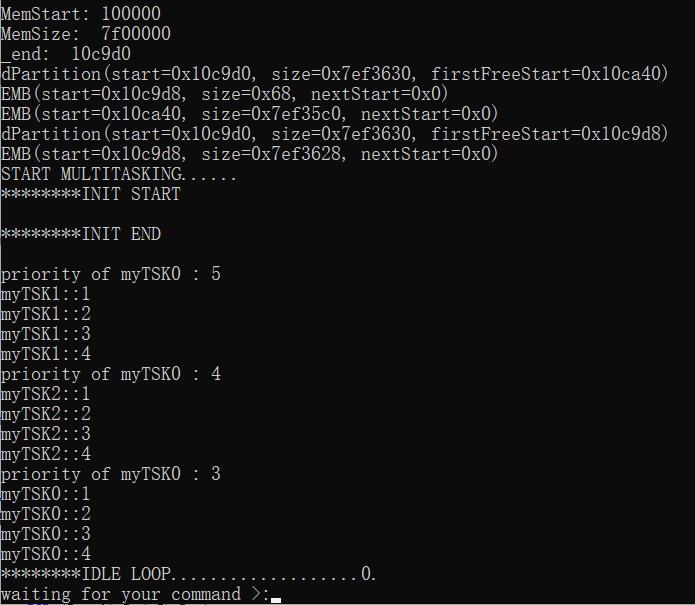 MemStart: 100000
MemSize:  7f00000
_end:  10c9d0
dPartition(start=0x10c9d0, size=0x7ef3630, firstFreeStart=0x10ca40)
EMB(start=0x10c9d8, size=0x68, nextStart=0x0)
EMB(start=0x10ca40, size=0x7ef35c0, nextStart=0x0)
dPartition(start=0x10c9d0, size=0x7ef3630, firstFreeStart=0x10c9d8)
EMB(start=0x10c9d8, size=0x7ef3628, nextStart=0x0)
START MULTITASKING......
********INIT START
********INIT END
priority of myTSK0 : 5
myTSK1::1
myTSK1::2
myTSK1::3
myTSK1::4
priority of myTSK0 : 4
myTSK2::1
myTSK2::2
myTSK2::3
myTSK2::4
priority of myTSK0 : 3
myTSK0::1
myTSK0::2
myTSK0::3
myTSK0::4
********IDLE LOOP...................0.
waiting for your command >: